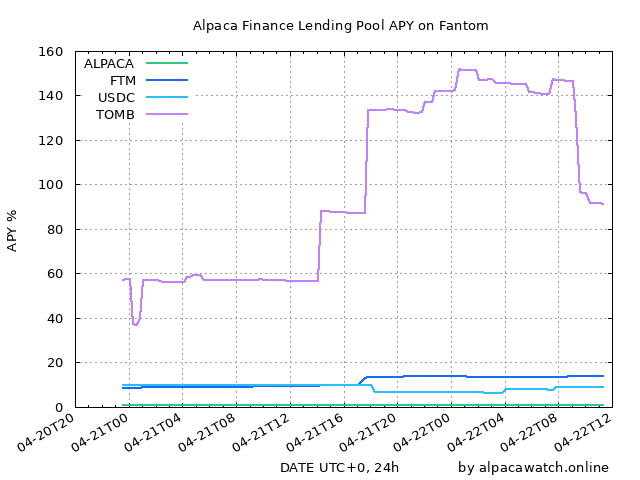 Alpaca Finance Lending Pool APY on Fantom
160
140
120
100
80
60
40
20
0
APY %
ALPACA
FTM
USDC
TOMB
04-20T20
04-21T00
04-21T04
04-21T08
04-21T12
04-21T16
04-21T20
04-22T00
04-22T04
04-22T08
04-22T12
DATE UTC+0, 24h
by alpacawatch.online